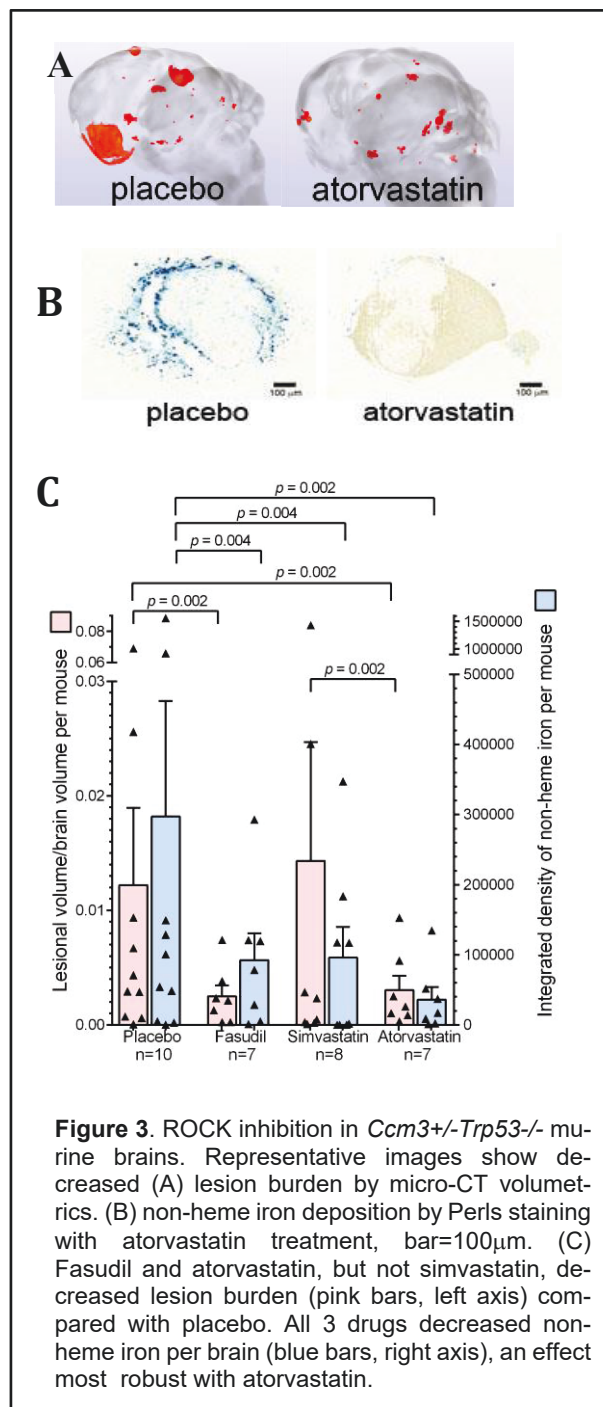 A
placebo
atorvastatin
B
100 μm
100 μm
placebo
atorvastatin
C
p = 0.002
p = 0.004
p = 0.004
p = 0.002
p = 0.002
p = 0.002
Lesional volume/brain volume per mouse
0.08
0.06
0.03
0.02
0.01
0.00
1500000
1000000
500000
400000
300000
200000
100000
0
Integrated density of non-heme iron per mouse
Placebo Fasudil Simvastatin Atorvastatin
n=10 n=7 n=8 n=7
Figure 3. ROCK inhibition in Ccm3+/-Trp53-/- mu-
rine brains. Representative images show de-
creased (A) lesion burden by micro-CT volumet-
rics. (B) non-heme iron deposition by Perls staining
with atorvastatin treatment, bar=100μm. (C)
Fasudil and atorvastatin, but not simvastatin, de-
creased lesion burden (pink bars, left axis) com-
pared with placebo. All 3 drugs decreased non-
heme iron per brain (blue bars, right axis), an effect
most robust with atorvastatin.